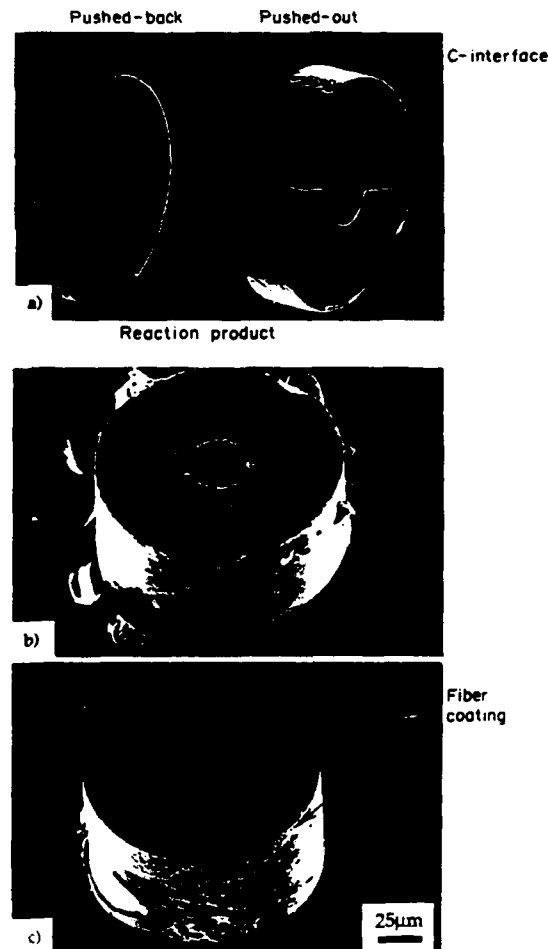 Pushed-back Pushed-out
C-interface
a)
Reaction product
b)
Fiber
coating
c)
25µm